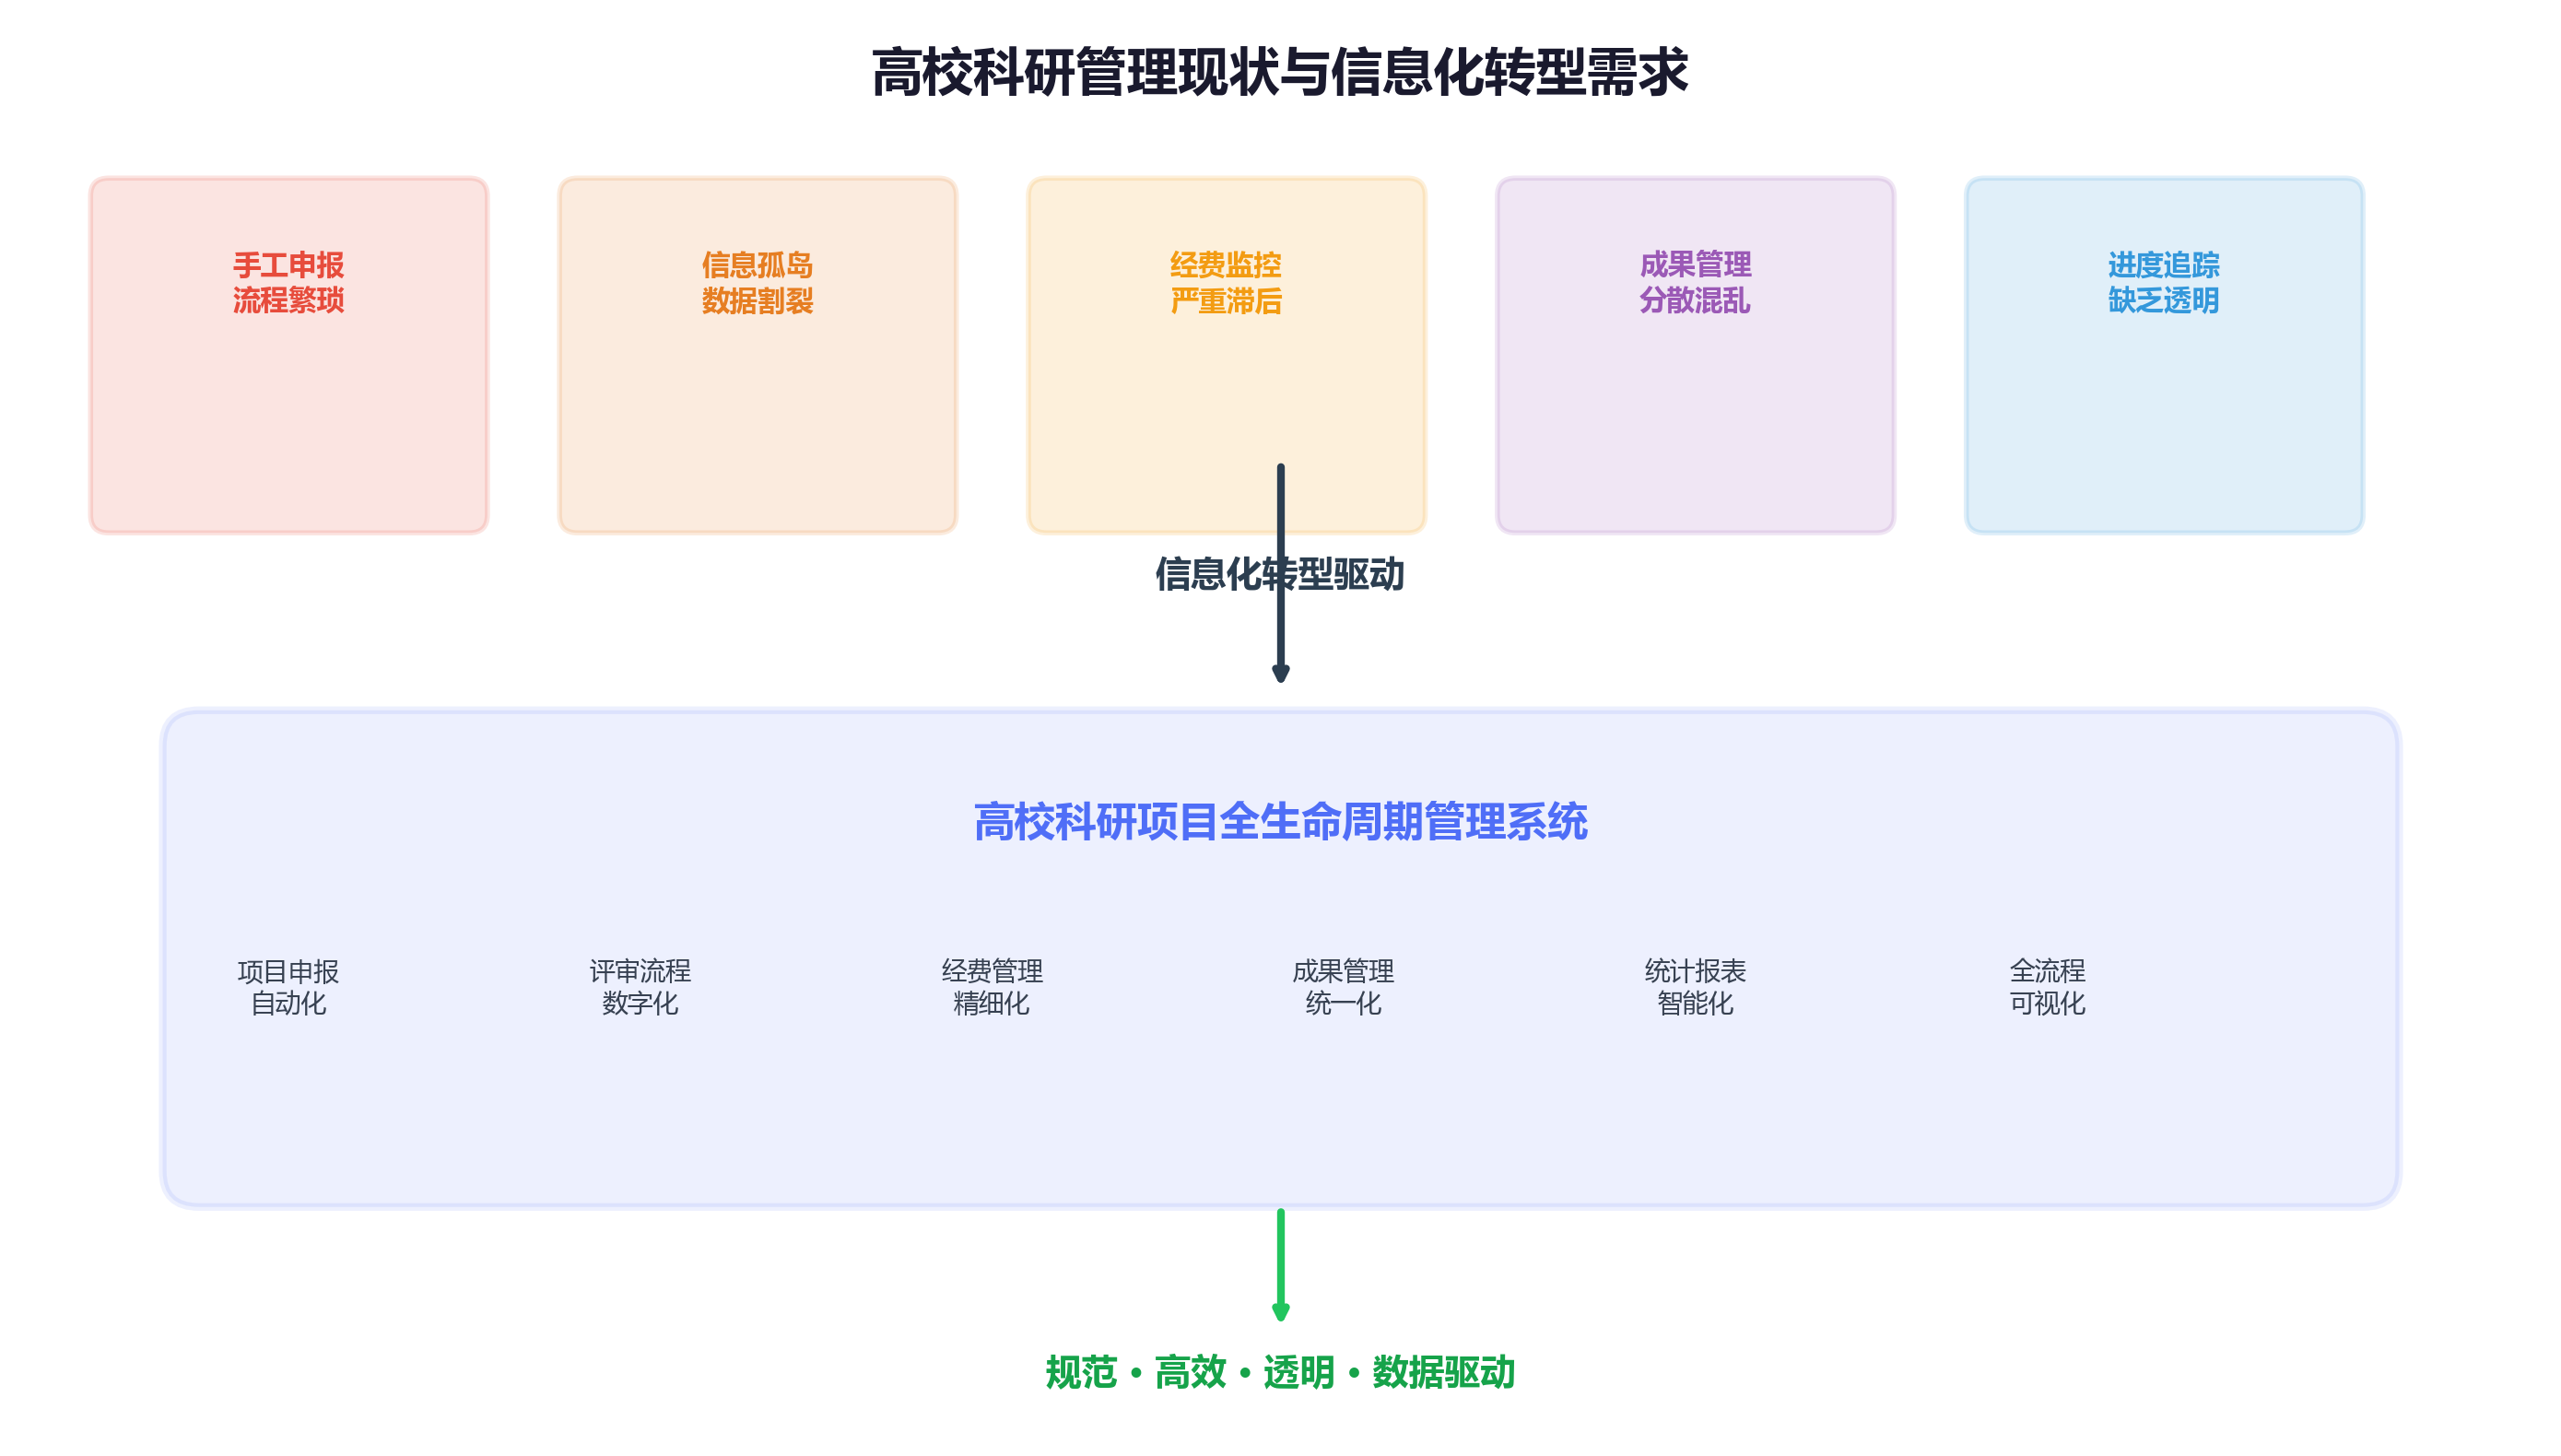 高校科研管理现状与信息化转型需求
手工申报
流程繁琐
信息孤岛
数据割裂
经费监控
严重滞后
成果管理
分散混乱
进度追踪
缺乏透明
信息化转型驱动
高校科研项目全生命周期管理系统
项目申报
自动化
评审流程
数字化
经费管理
精细化
成果管理
统一化
统计报表
智能化
全流程
可视化
规范·高效·透明·数据驱动